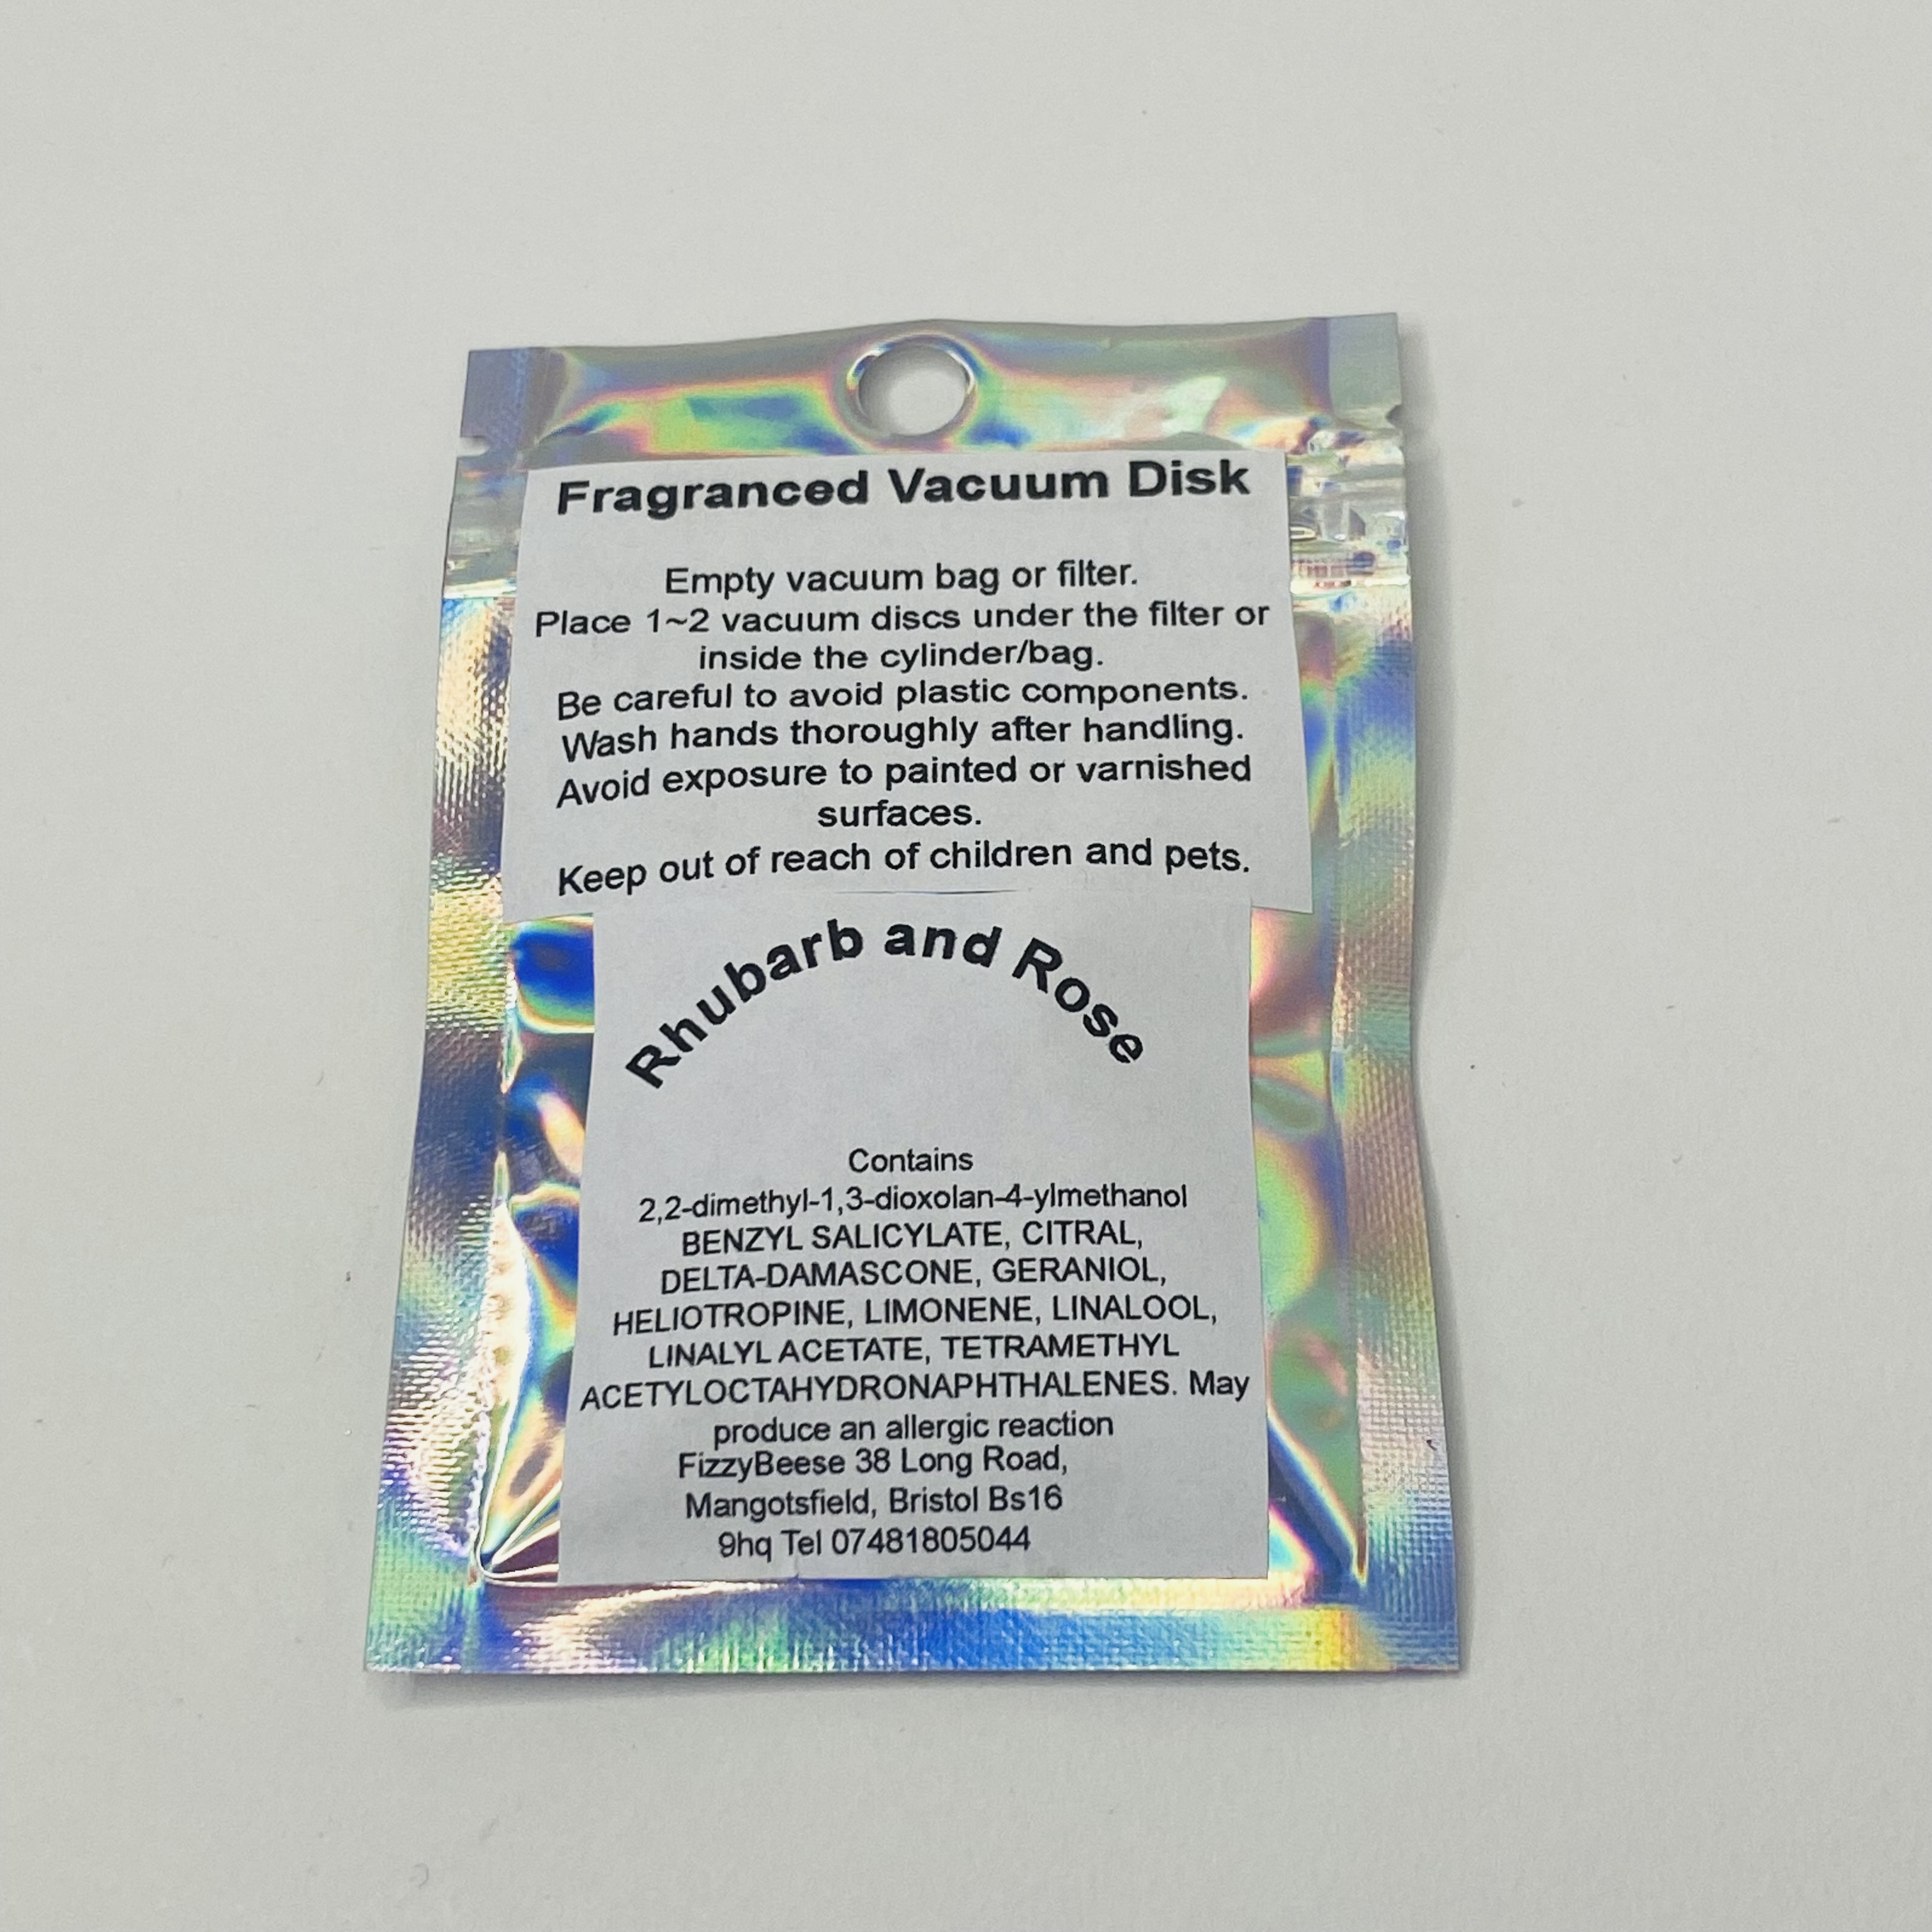 Fragranced Vacuum Disk
Empty vacuum bag or filter.
Place 1~2 vacuum discs under the filter or
inside the cylinder/bag.
Be careful to avoid plastic components.
Wash hands thoroughly after handling.
Avoid exposure to painted or varnished
surfaces.
Keep out of reach of children and pets.
Rhubarb and Rose
Contains
2,2-dimethyl-1,3-dioxolan-4-ylmethanol
BENZYL SALICYLATE, CITRAL,
DELTA-DAMASCONE, GERANIOL,
HELIOTROPINE, LIMONENE, LINALOOL,
LINALYL ACETATE, TETRAMETHYL
ACETYLOCTAHYDRONAPHTHALENES. May
produce an allergic reaction
FizzyBeese 38 Long Road,
Mangotsfield, Bristol Bs16
9hq Tel 07481805044